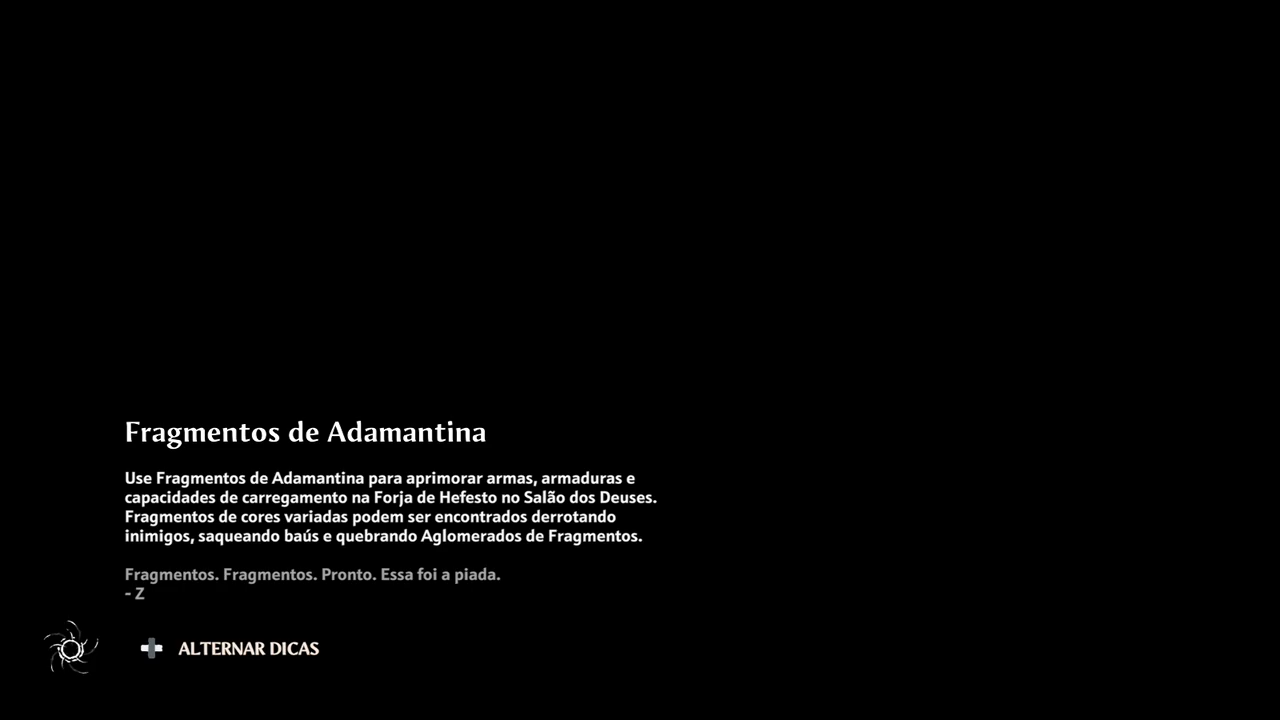 Fragmentos de Adamantina
Use Fragmentos de Adamantina para aprimorar armas, armaduras e
capacidades de carregamento na Forja de Hefesto no Salão dos Deuses.
Fragmentos de cores variadas podem ser encontrados derrotando
inimigos, saqueando baús e quebrando Aglomerados de Fragmentos.
Fragmentos. Fragmentos. Pronto. Essa foi a piada.
- Z
ALTERNAR DICAS